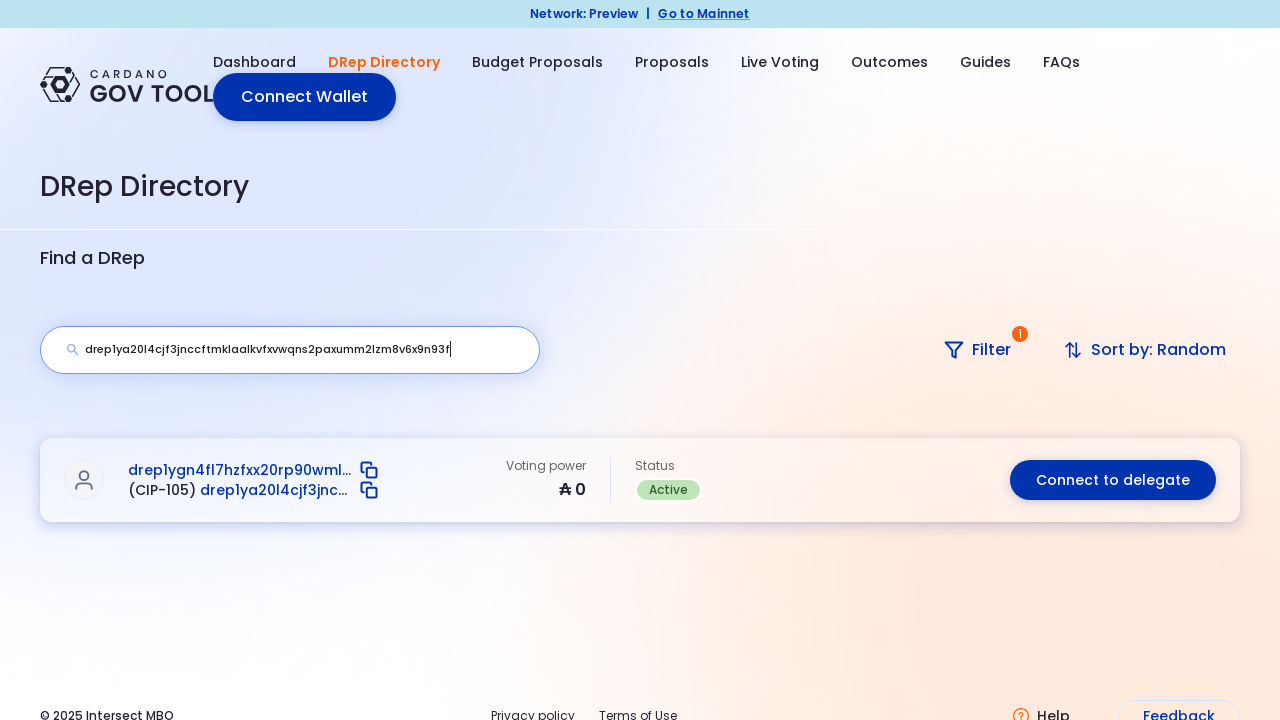 Network: Preview | Go to Mainnet
CARDANO
GOV TOOL
Dashboard DRep Directory Budget Proposals Proposals Live Voting Outcomes Guides FAQs
Connect Wallet
DRep Directory
Find a DRep
drep1ya20l4cjf3jnccftmklaalkvfxvwqns2paxumm2lzm8v6x9n93f
Filter 1
Sort by: Random
drep1ygn4fl7hzfxx20rp90wml...
(CIP-105) drep1ya20l4cjf3jnc...
Voting power
₳ 0
Status
Active
Connect to delegate
© 2025 Intersect MBO Privacy policy Terms of Use Help Feedback